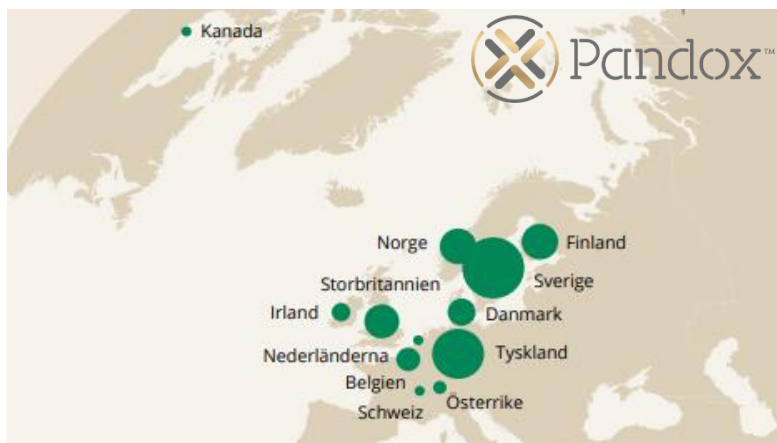 Kanada
Pandox™
Norge
Finland
Storbritannien
Sverige
Irland
Danmark
Nederländerna
Tyskland
Belgien
Österrike
Schweiz